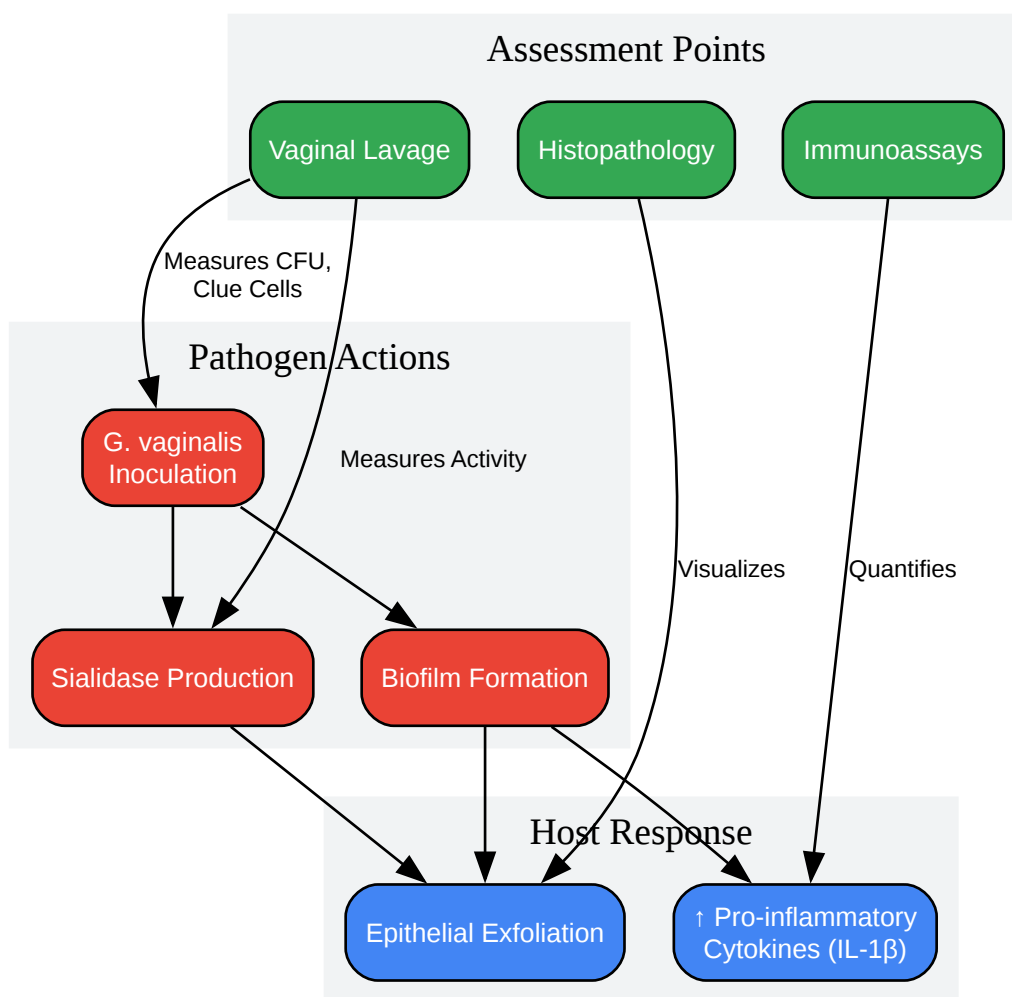 Assessment Points
Vaginal Lavage
Histopathology
Immunoassays
Measures CFU,
Clue Cells
Pathogen Actions
G. vaginalis
Inoculation
Measures Activity
Visualizes
Quantifies
Sialidase Production
Biofilm Formation
Host Response
Epithelial Exfoliation
↑ Pro-inflammatory
Cytokines (IL-1β)